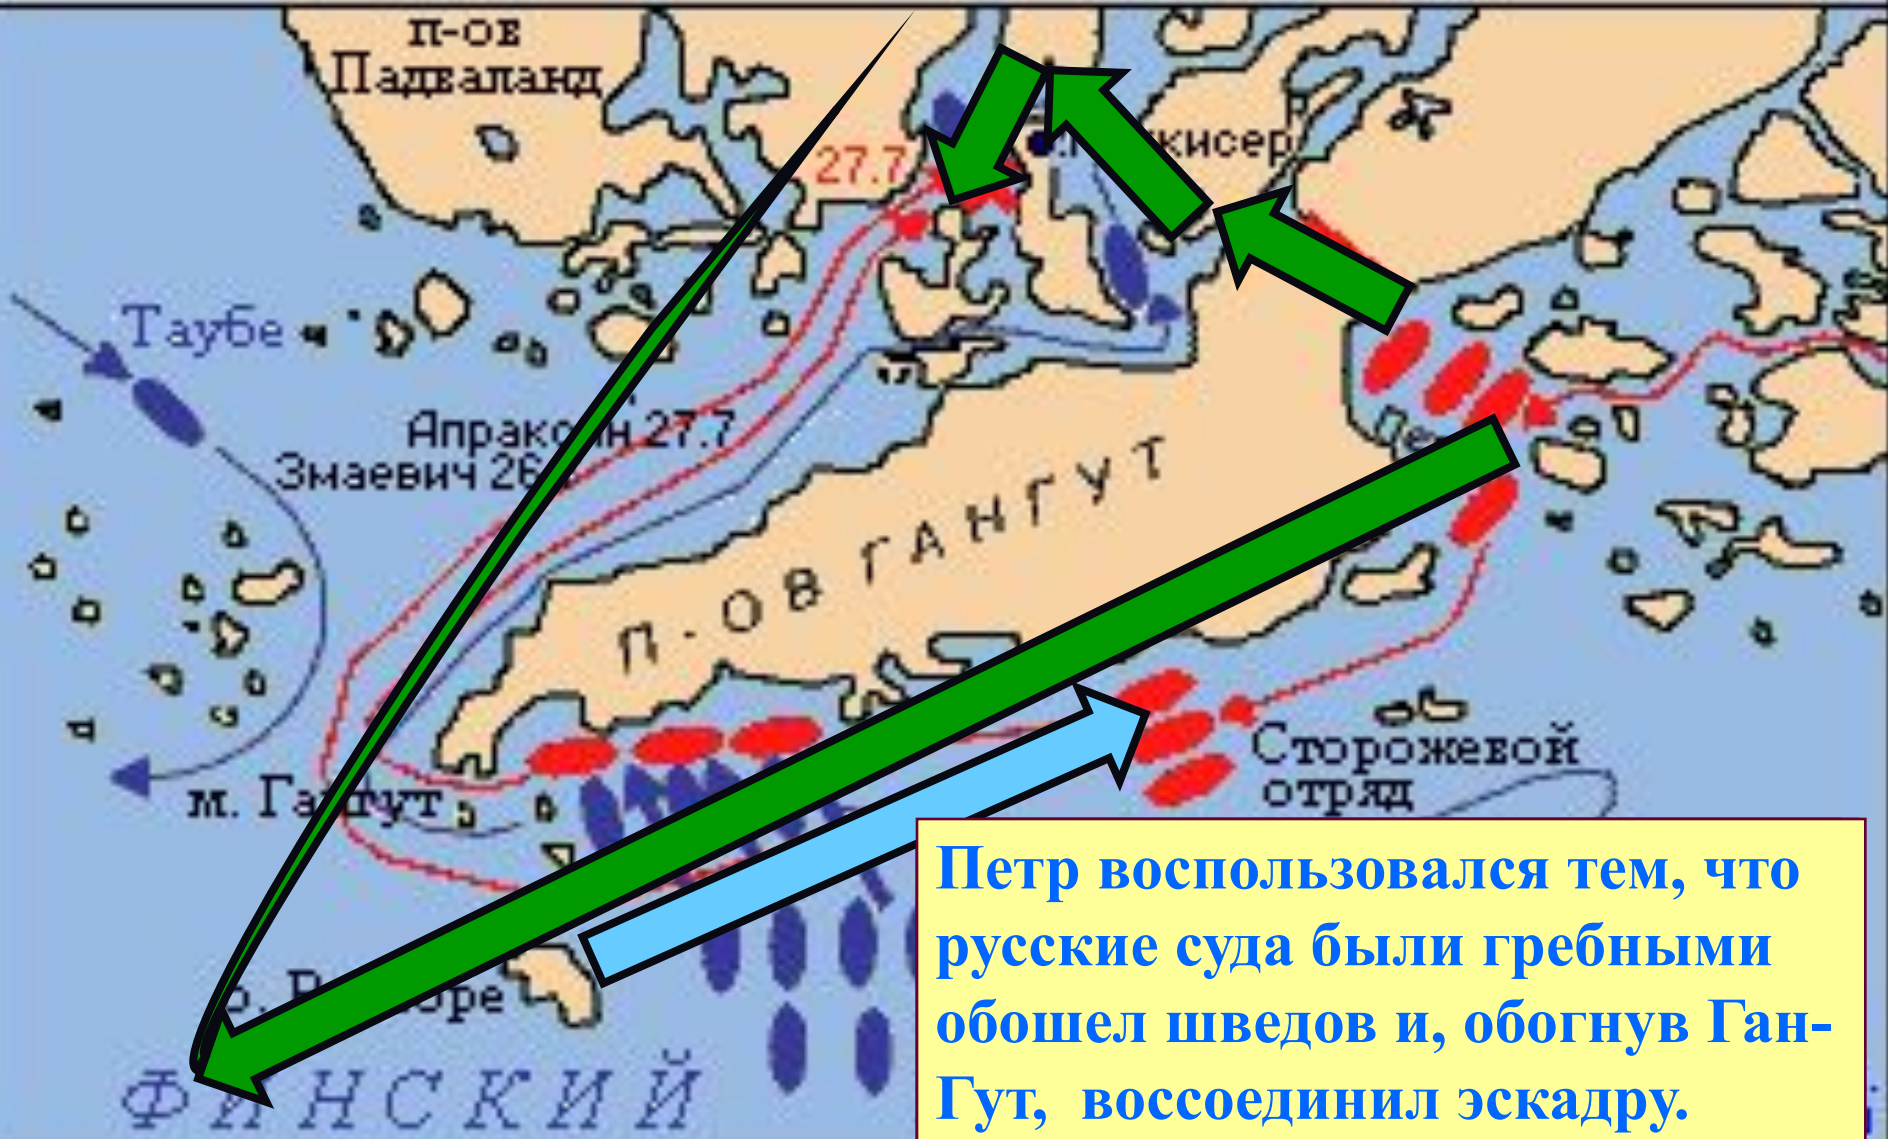 п-ов
Падваланд
27.7
кисер
Таубе
Апраксин 27.7
Змаевич 26
П-ОВ ГАНГУТ
Сторожевой
отряд
м. Гангут
ФИНСКИЙ
Петр воспользовался тем, что
русские суда были гребными
обошел шведов и, обогнув Ган-
Гут, воссоединил эскадру.